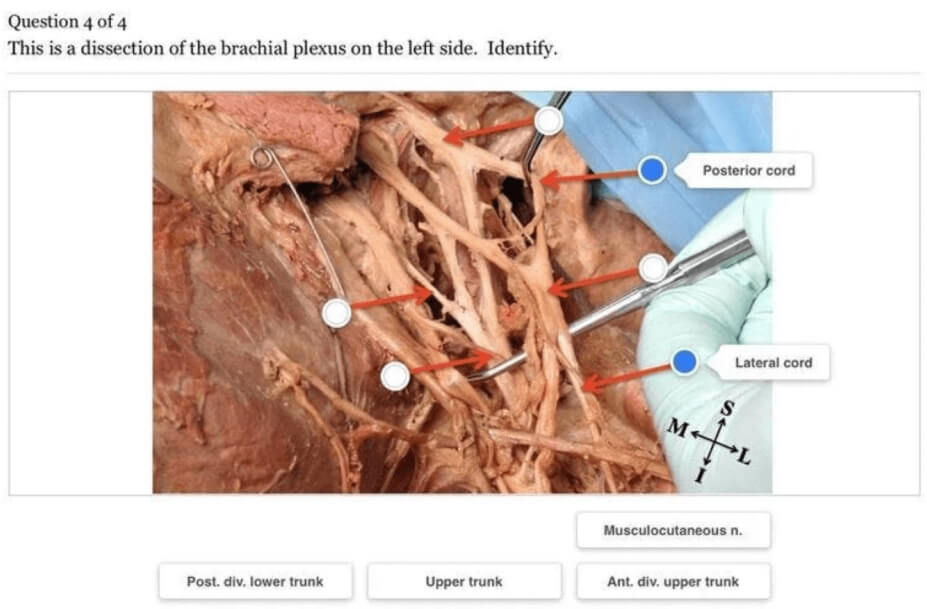 Question 4 of 4
This is a dissection of the brachial plexus on the left side. Identify.
Posterior cord
Lateral cord
S
M L
I
Musculocutaneous n.
Post. div. lower trunk
Upper trunk
Ant. div. upper trunk